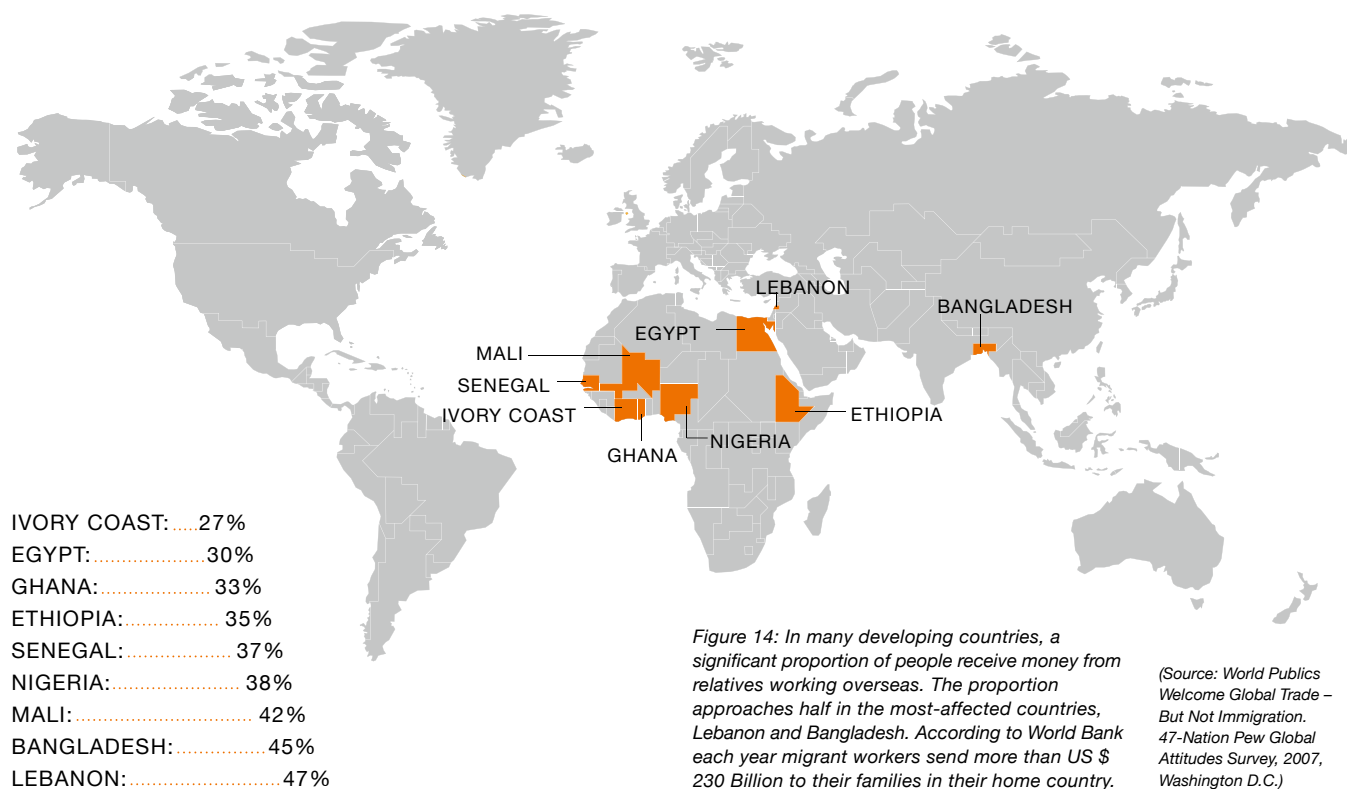 LEBANON
BANGLADESH
EGYPT
MALI
SENEGAL
IVORY COAST
ETHIOPIA
NIGERIA
GHANA
IVORY COAST: .....27%
EGYPT:...................30%
GHANA:.................... 33%
ETHIOPIA:................. 35%
SENEGAL:................... 37%
NIGERIA:........................ 38%
MALI:................................ 42%
BANGLADESH:..................... 45%
LEBANON:...........................47%
Figure 14: In many developing countries, a
significant proportion of people receive money from
relatives working overseas. The proportion
approaches half in the most-affected countries,
Lebanon and Bangladesh. According to World Bank
each year migrant workers send more than US $
230 Billion to their families in their home country.
(Source: World Publics
Welcome Global Trade –
But Not Immigration.
47-Nation Pew Global
Attitudes Survey, 2007,
Washington D.C.)